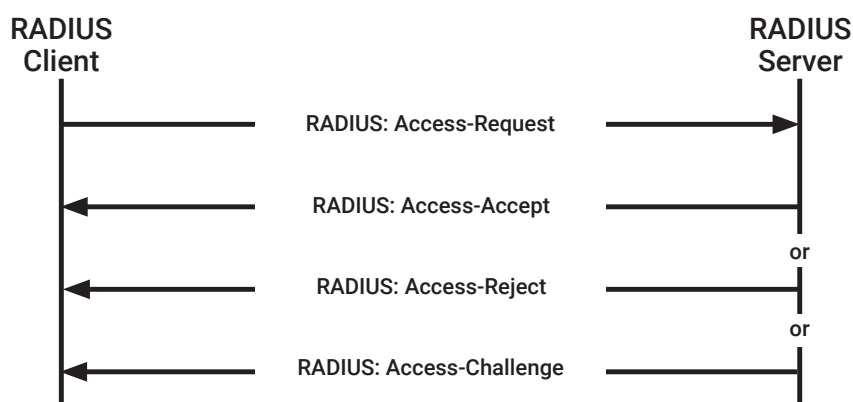 RADIUS
Client
RADIUS
Server
RADIUS: Access-Request
RADIUS: Access-Accept
or
RADIUS: Access-Reject
or
RADIUS: Access-Challenge